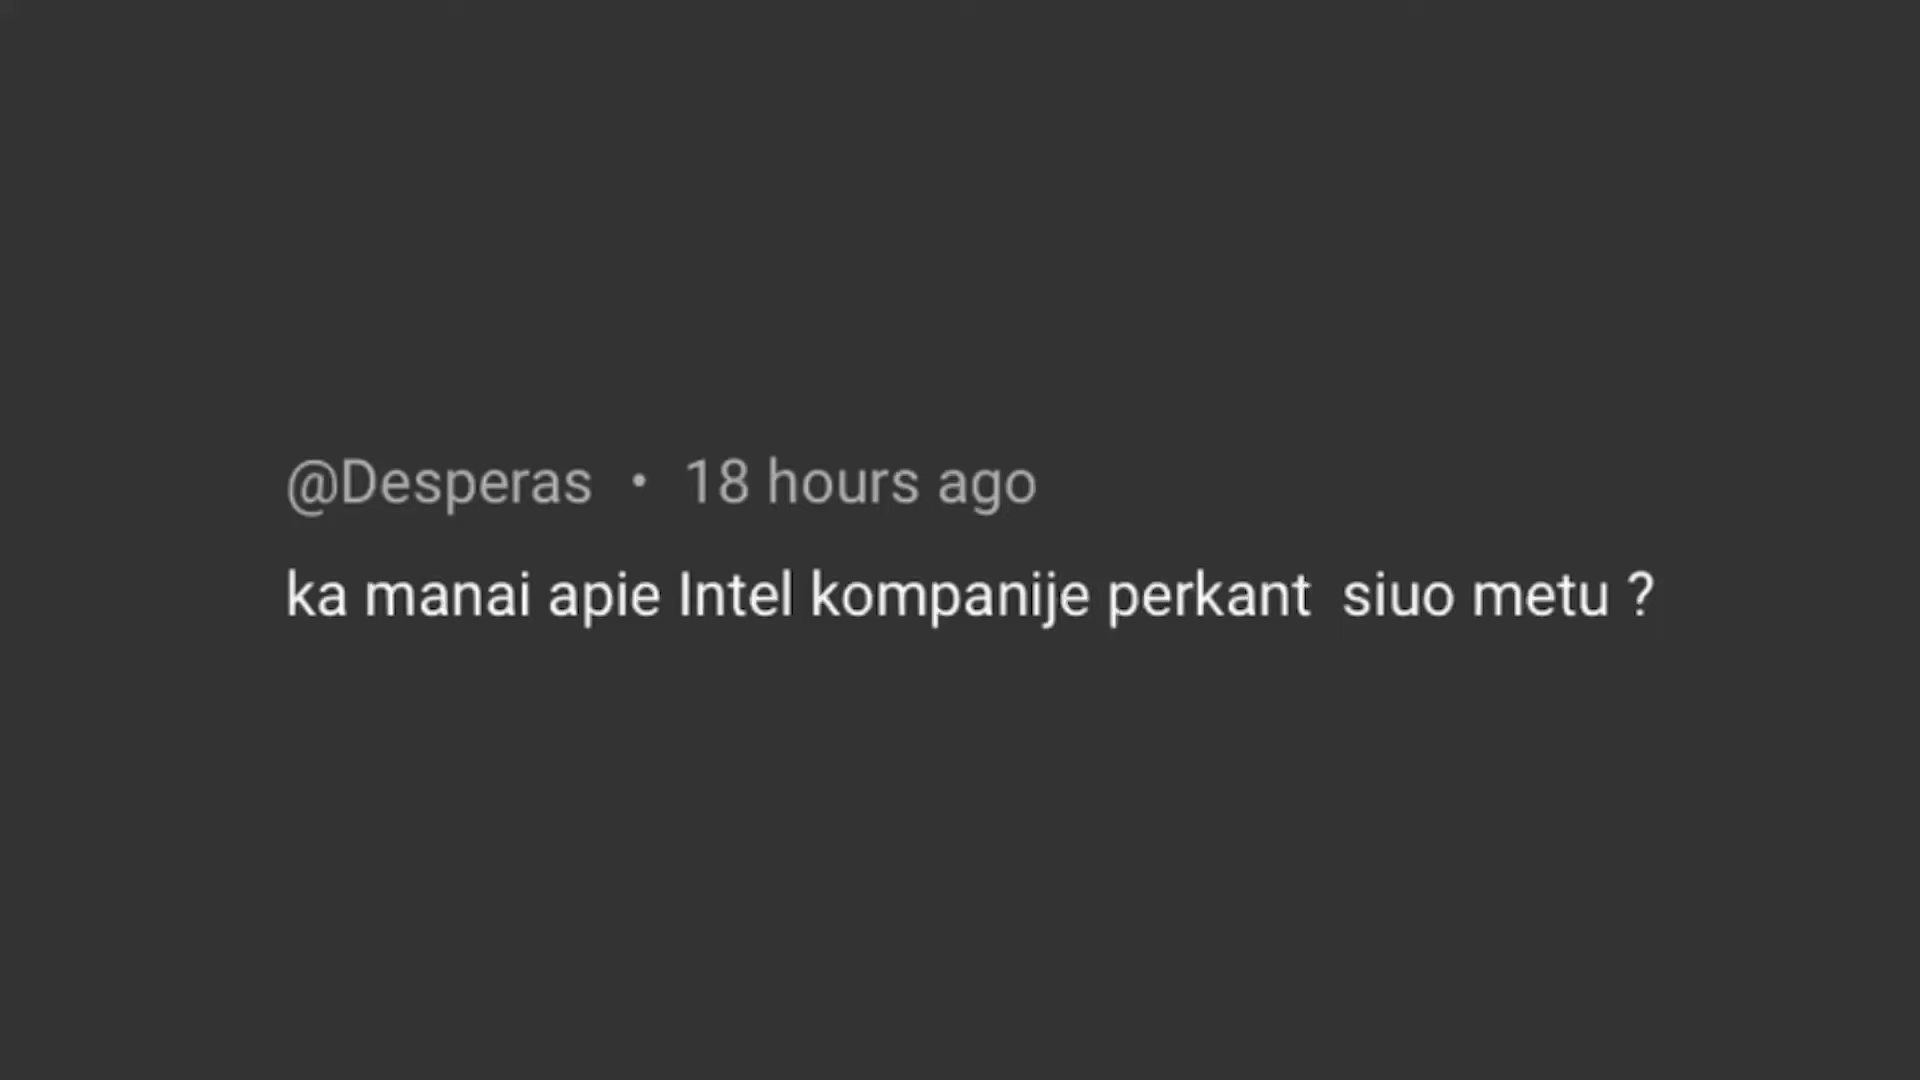 @Desperas • 18 hours ago
ka manai apie Intel kompanije perkant  siuo metu ?